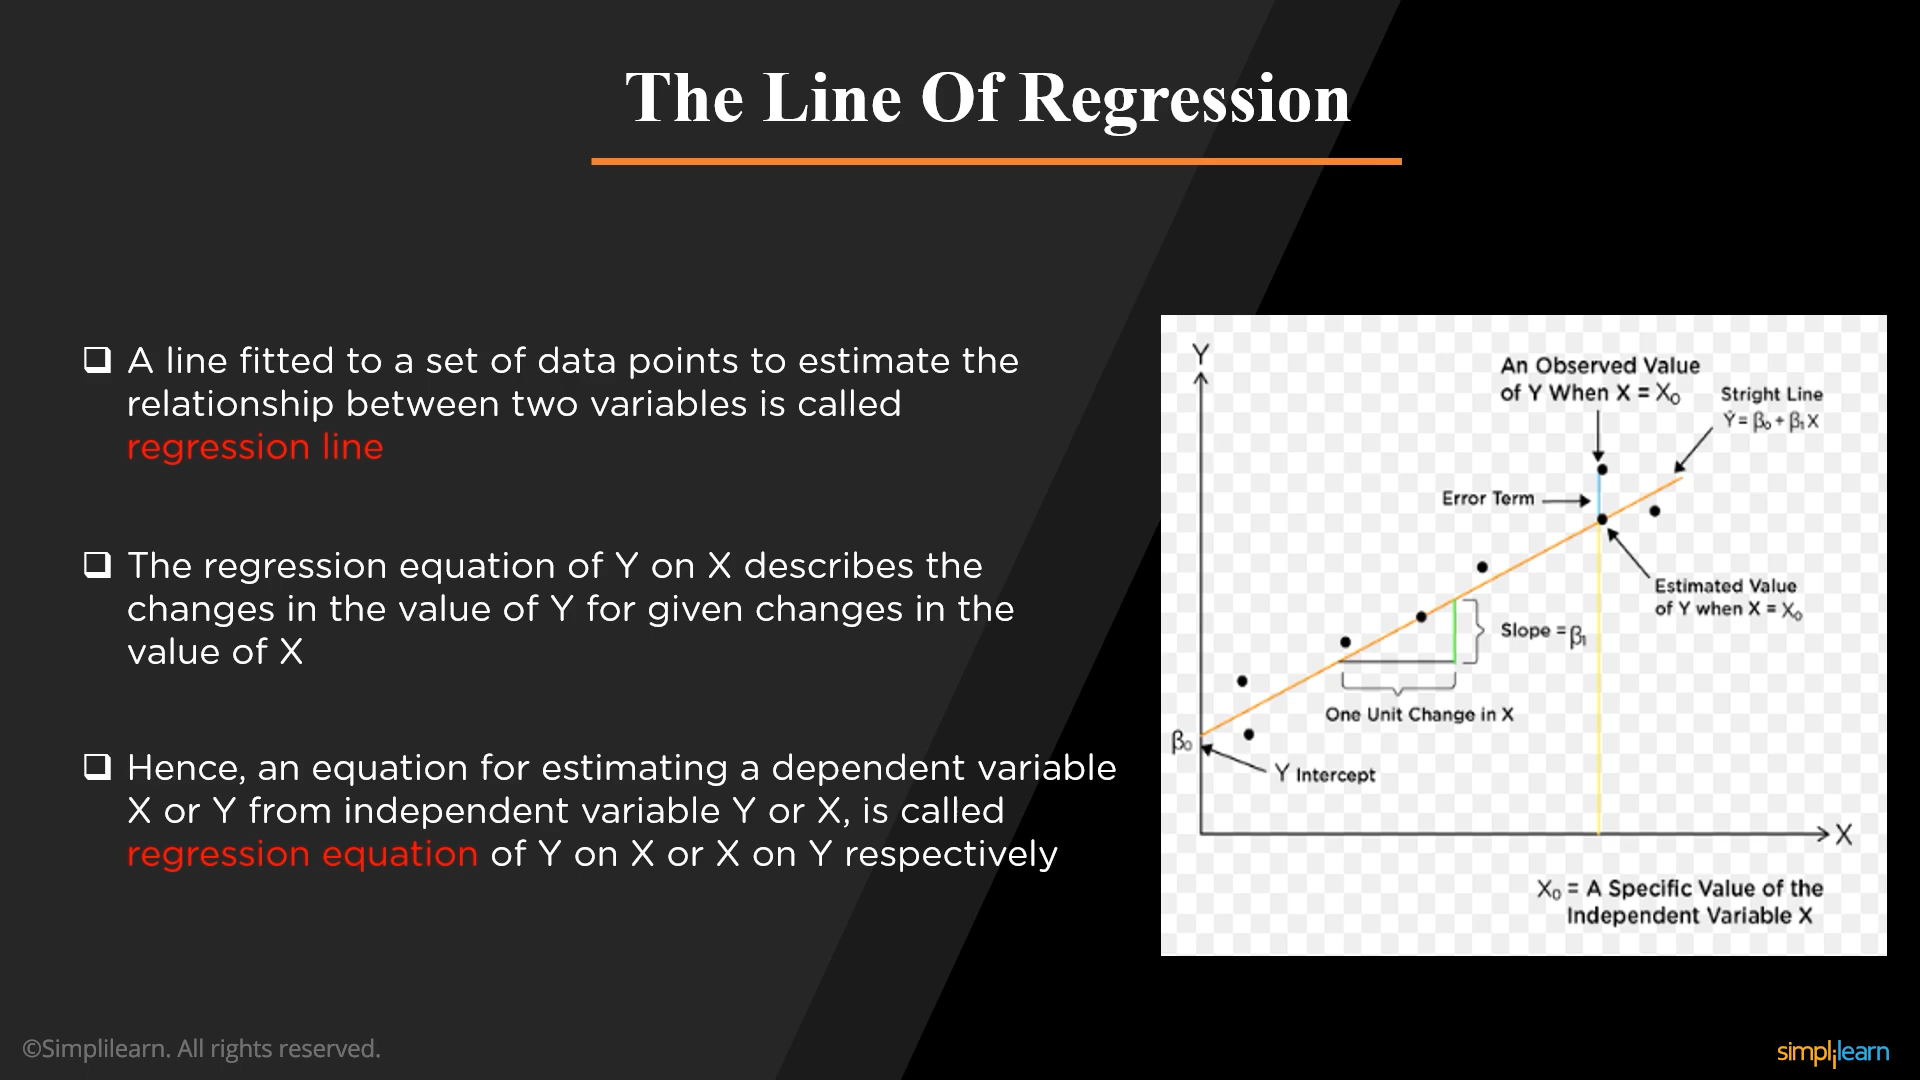 The Line Of Regression
A line fitted to a set of data points to estimate the
relationship between two variables is called
regression line
The regression equation of Y on X describes the
changes in the value of Y for given changes in the
value of X
Hence, an equation for estimating a dependent variable
X or Y from independent variable Y or X, is called
regression equation of Y on X or X on Y respectively
Y
An Observed Value
of Y When X = X₀
Stright Line
Ŷ = β₀ + β₁X
Error Term
Estimated Value
of Y when X = X₀
Slope = β₁
One Unit Change in X
β₀
Y Intercept
X
X₀ = A Specific Value of the
Independent Variable X
©Simplilearn. All rights reserved.
simplilearn